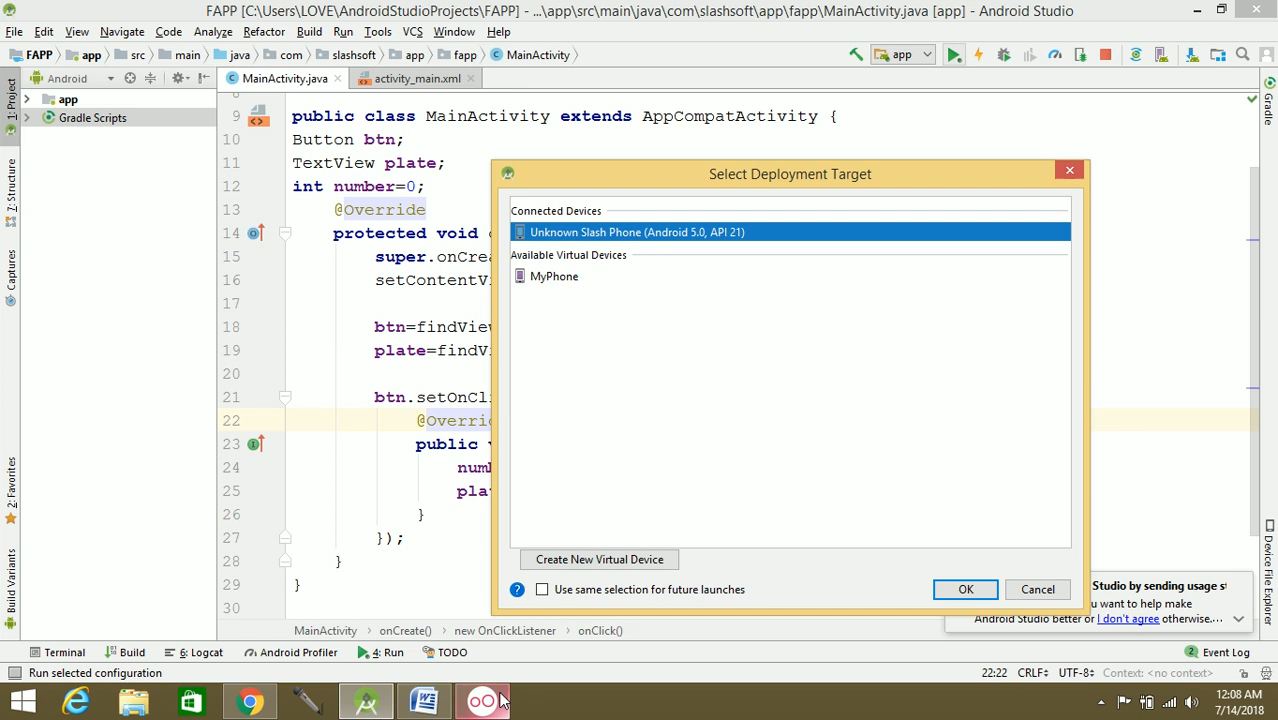 FAPP [C:\Users\LOVE\AndroidStudioProjects\FAPP] - ...\app\src\main\java\com\slashsoft\app\fapp\MainActivity.java [app] - Android Studio
File Edit View Navigate Code Analyze Refactor Build Run Tools VCS Window Help
FAPP app src main java com slashsoft app fapp MainActivity app
Android MainActivity.java activity_main.xml
1: Project
Z: Structure
Captures
2: Favorites
Build Variants
Gradle
Device File Explorer
app
Gradle Scripts
8
9 public class MainActivity extends AppCompatActivity {
10 Button btn;
11 TextView plate;
12 int number=0;
13 @Override
14 protected void
15 super.onCrea
16 setContentVi
17
18 btn=findView
19 plate=findVi
20
21 btn.setOnCli
22 @Overrid
23 public v
24 numb
25 plat
26 }
27 });
28 }
29 }
30
Select Deployment Target
Connected Devices
Unknown Slash Phone (Android 5.0, API 21)
Available Virtual Devices
MyPhone
Create New Virtual Device
? Use same selection for future launches OK Cancel
Studio by sending usage st
you want to help make
Android Studio better or I don't agree otherwise....
MainActivity onCreate() new OnClickListener onClick()
Terminal Build 6: Logcat Android Profiler 4: Run TODO 2 Event Log
Run selected configuration 22:22 CRLF UTF-8 Context: <no context>
12:08 AM
7/14/2018